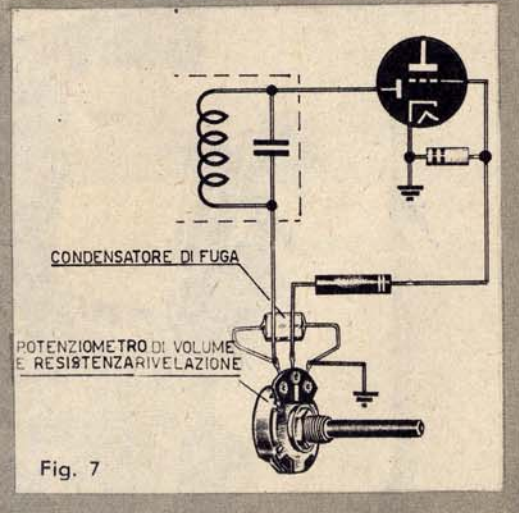 CONDENSATORE DI FUGA
POTENZIOMETRO DI VOLUME
E RESISTENZA RIVELAZIONE
Fig. 7